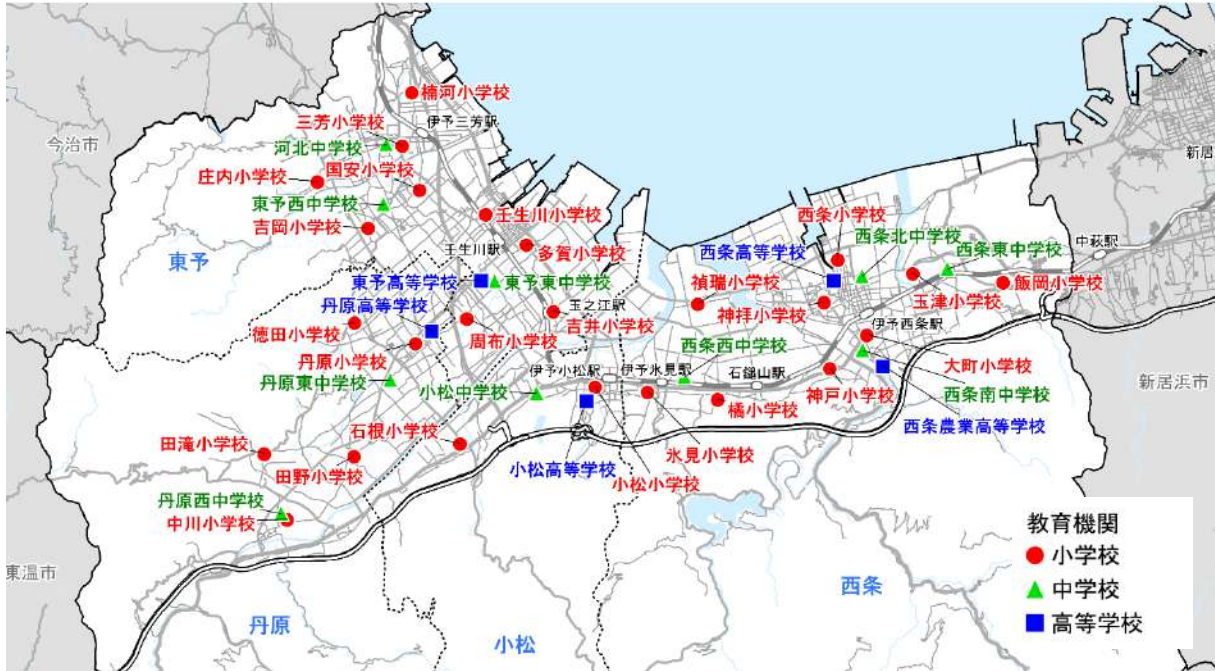 楠河小学校
三芳小学校
伊予三芳駅
河北中学校
今治市
国安小学校
庄内小学校
東予西中学校
吉岡小学校
壬生川小学校
壬生川駅
多賀小学校
東予
東予高等学校
東予東中学校
丹原高等学校
玉之江駅
吉井小学校
徳田小学校
周布小学校
丹原小学校
丹原東中学校
小松中学校
伊予小松駅
伊予氷見駅
石鎚山駅
西条西中学校
西条小学校
西条北中学校
西条東中学校
西条高等学校
禎瑞小学校
神拝小学校
玉津小学校
飯岡小学校
中萩駅
新居
伊予西条駅
大町小学校
神戸小学校
西条南中学校
新居浜市
橘小学校
西条農業高等学校
氷見小学校
小松小学校
小松高等学校
石根小学校
田滝小学校
田野小学校
丹原西中学校
中川小学校
東温市
丹原
小松
西条
教育機関
小学校
中学校
高等学校